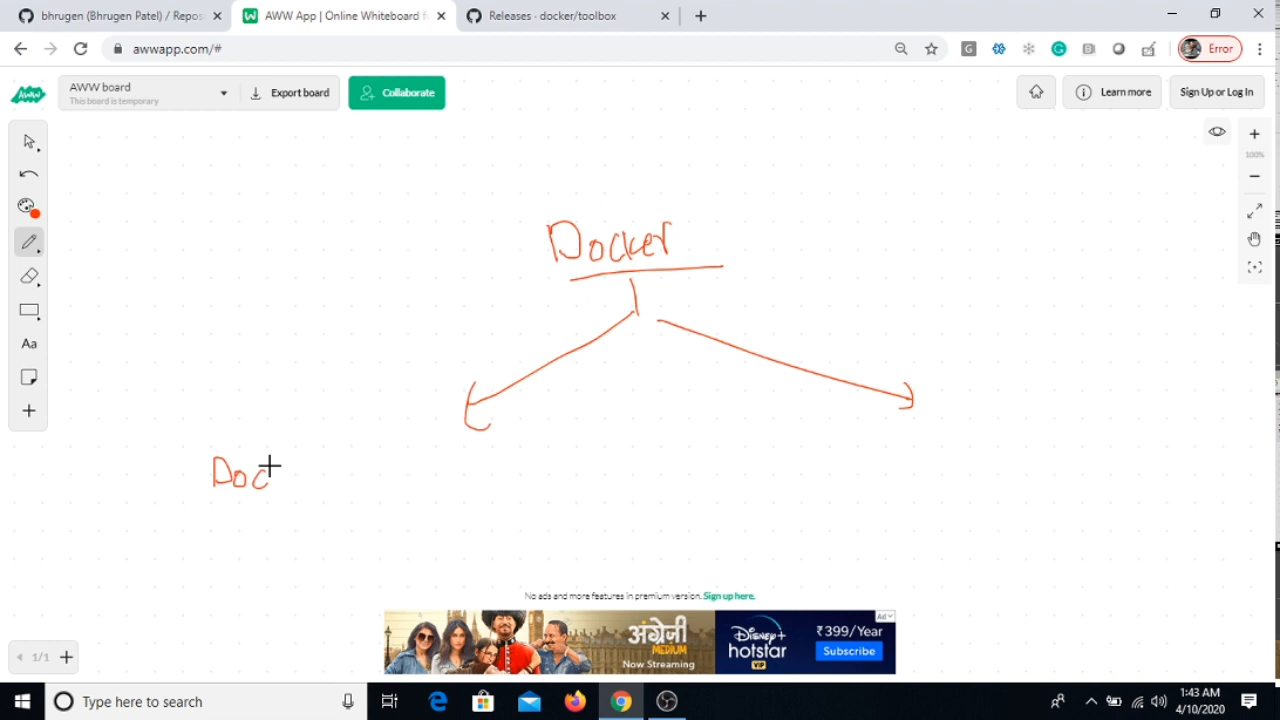 bhrugen (Bhrugen Patel) / Repos
AWW App | Online Whiteboard f
Releases · docker/toolbox
awwapp.com/#
Error
AWW board
This board is temporary
Export board
Collaborate
Learn more
Sign Up or Log In
100%
Docker
Aa
Doc
No ads and more features in premium version. Sign up here.
अंग्रेज़ी
MEDIUM
Now Streaming
Disney+
hotstar
VIP
₹399/Year
Subscribe
Ad
1/1
Type here to search
1:43 AM
4/10/2020